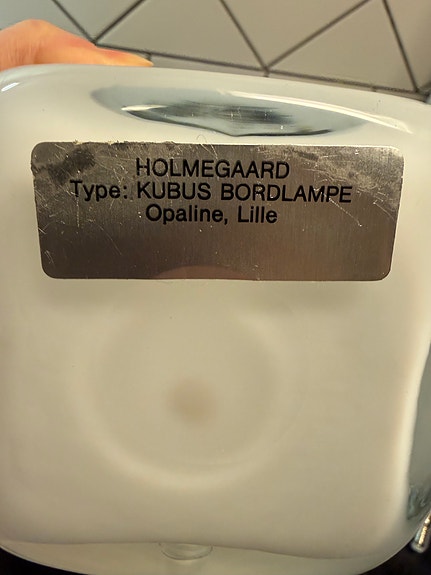 HOLMEGAARD
Type: KUBUS BORDLAMPE
Opaline, Lille